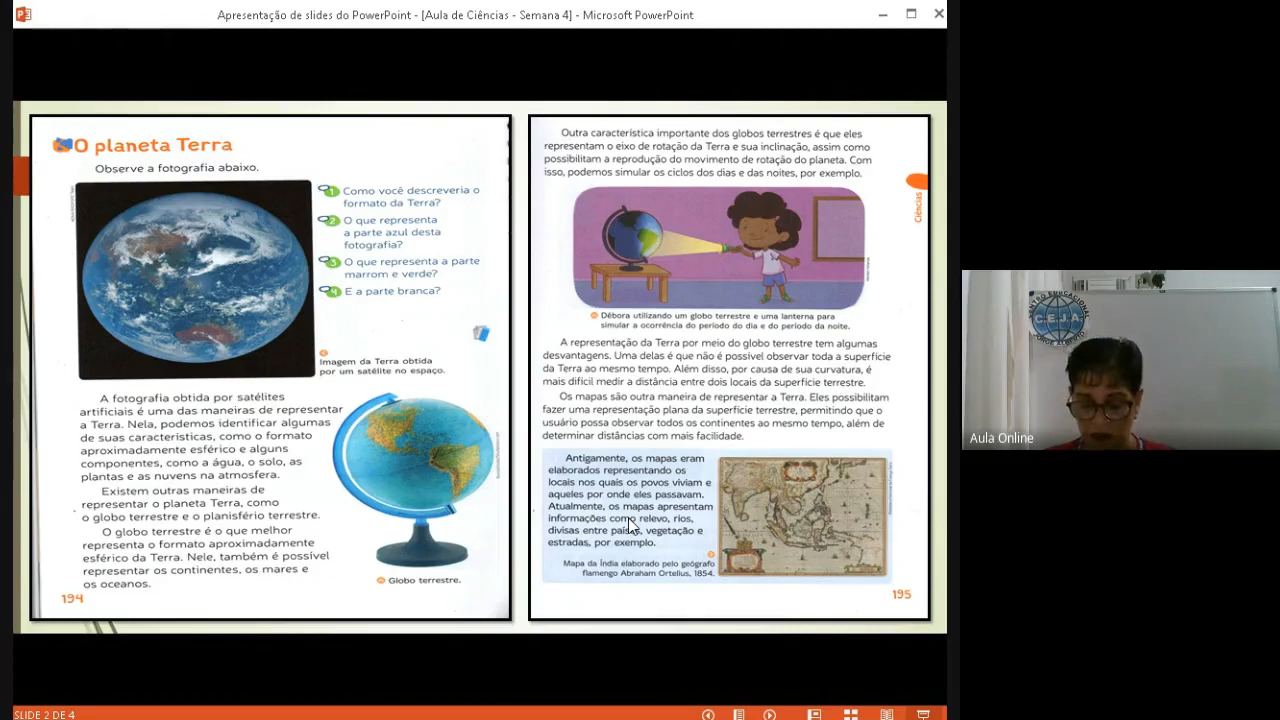 Apresentação de slides do PowerPoint - [Aula de Ciências - Semana 4] - Microsoft PowerPoint
O planeta Terra
Observe a fotografia abaixo.
1 Como você descreveria o
formato da Terra?
2 O que representa
a parte azul desta
fotografia?
3 O que representa a parte
marrom e verde?
4 E a parte branca?
Imagem da Terra obtida
por um satélite no espaço.
A fotografia obtida por satélites
artificiais é uma das maneiras de representar
a Terra. Nela, podemos identificar algumas
de suas características, como o formato
aproximadamente esférico e alguns
componentes, como a água, o solo, as
plantas e as nuvens na atmosfera.
Existem outras maneiras de
representar o planeta Terra, como
o globo terrestre e o planisfério terrestre.
O globo terrestre é o que melhor
representa o formato aproximadamente
esférico da Terra. Nele, também é possível
representar os continentes, os mares e
os oceanos.
Globo terrestre.
194
Outra característica importante dos globos terrestres é que eles
representam o eixo de rotação da Terra e sua inclinação, assim como
possibilitam a reprodução do movimento de rotação do planeta. Com
isso, podemos simular os ciclos dos dias e das noites, por exemplo.
Ciências
Débora utilizando um globo terrestre e uma lanterna para
simular a ocorrência do período do dia e do período da noite.
A representação da Terra por meio do globo terrestre tem algumas
desvantagens. Uma delas é que não é possível observar toda a superfície
da Terra ao mesmo tempo. Além disso, por causa de sua curvatura, é
mais difícil medir a distância entre dois locais da superfície terrestre.
Os mapas são outra maneira de representar a Terra. Eles possibilitam
fazer uma representação plana da superfície terrestre, permitindo que o
usuário possa observar todos os continentes ao mesmo tempo, além de
determinar distâncias com mais facilidade.
Antigamente, os mapas eram
elaborados representando os
locais nos quais os povos viviam e
aqueles por onde eles passavam.
Atualmente, os mapas apresentam
informações como relevo, rios,
divisas entre países, vegetação e
estradas, por exemplo.
Mapa da Índia elaborado pelo geógrafo
flamengo Abraham Ortelius, 1854.
195
C.E.J.A.
Aula Online
SLIDE 2 DE 4